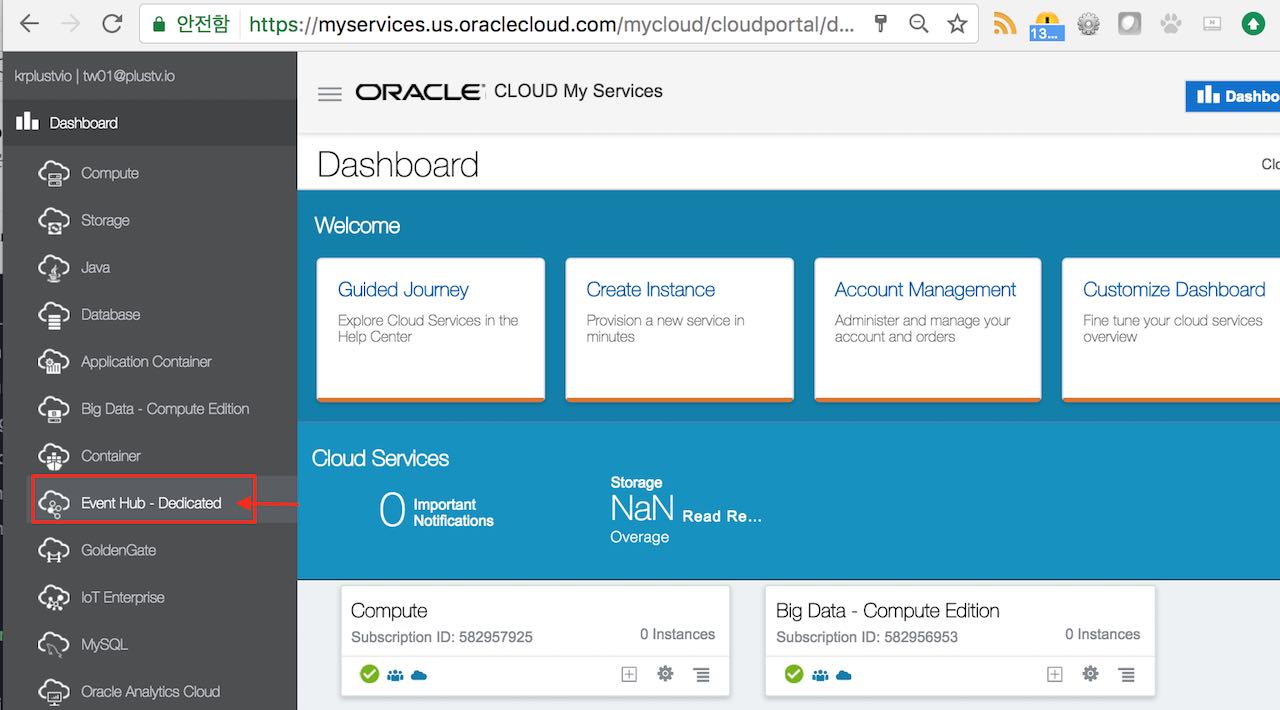 안전함 https://myservices.us.oraclecloud.com/mycloud/cloudportal/d...
13...
krplustvio | tw01@plustv.io
ORACLE CLOUD My Services
Dashbo
Dashboard
Compute
Storage
Java
Database
Application Container
Big Data - Compute Edition
Container
Event Hub - Dedicated
GoldenGate
IoT Enterprise
MySQL
Oracle Analytics Cloud
Dashboard
Clo
Welcome
Guided Journey
Explore Cloud Services in the
Help Center
Create Instance
Provision a new service in
minutes
Account Management
Administer and manage your
account and orders
Customize Dashboard
Fine tune your cloud services
overview
Cloud Services
0 Important
Notifications
Storage
NaN Read Re...
Overage
Compute
Subscription ID: 582957925
0 Instances
Big Data - Compute Edition
Subscription ID: 582956953
0 Instances